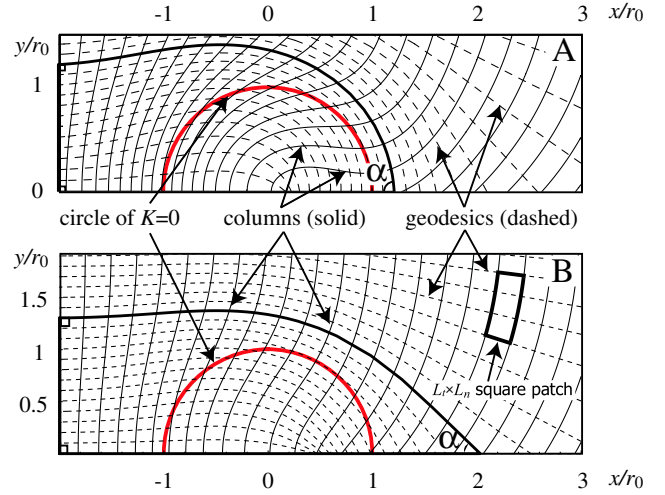 -1 0 1 2 3 x/r₀
y/r₀
A
1
α
0
circle of K=0 columns (solid) geodesics (dashed)
y/r₀
B
1.5
1
Lₜ×Lₙ square patch
0.5
α
-1 0 1 2 3 x/r₀